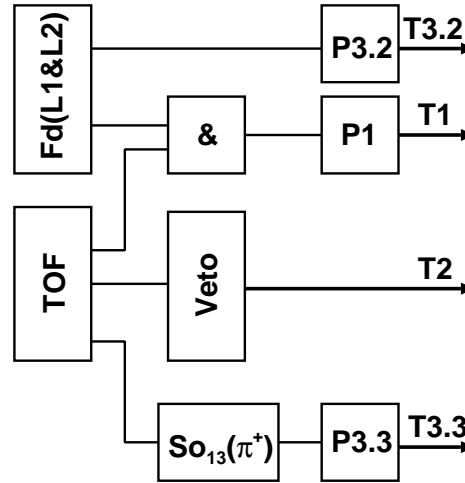 Fd(L1&L2)
P3.2
T3.2
&
P1
T1
TOF
Veto
T2
So₁₃(π⁺)
P3.3
T3.3